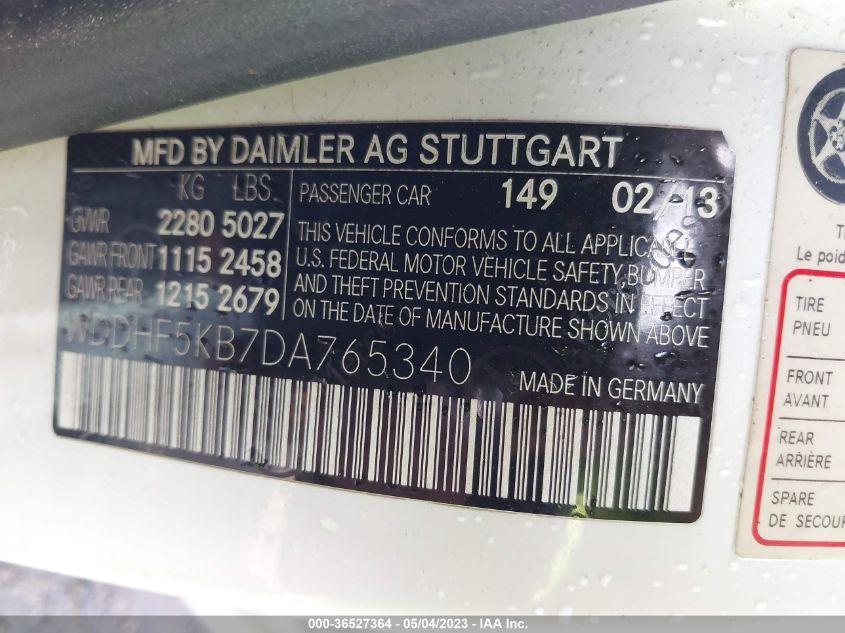 MFD BY DAIMLER AG STUTTGART
KG LBS
GVWR 2280 5027
GAWR FRONT 1115 2458
GAWR REAR 1215 2679
PASSENGER CAR 149 02/13
THIS VEHICLE CONFORMS TO ALL APPLICABLE
U.S. FEDERAL MOTOR VEHICLE SAFETY, BUMPER
AND THEFT PREVENTION STANDARDS IN EFFECT
ON THE DATE OF MANUFACTURE SHOWN ABOVE.
WDDHF5KB7DA765340
MADE IN GERMANY
Le poid
TIRE
PNEU
FRONT
AVANT
REAR
ARRIÈRE
SPARE
DE SECOUR
000-36527364 - 05/04/2023 - IAA Inc.